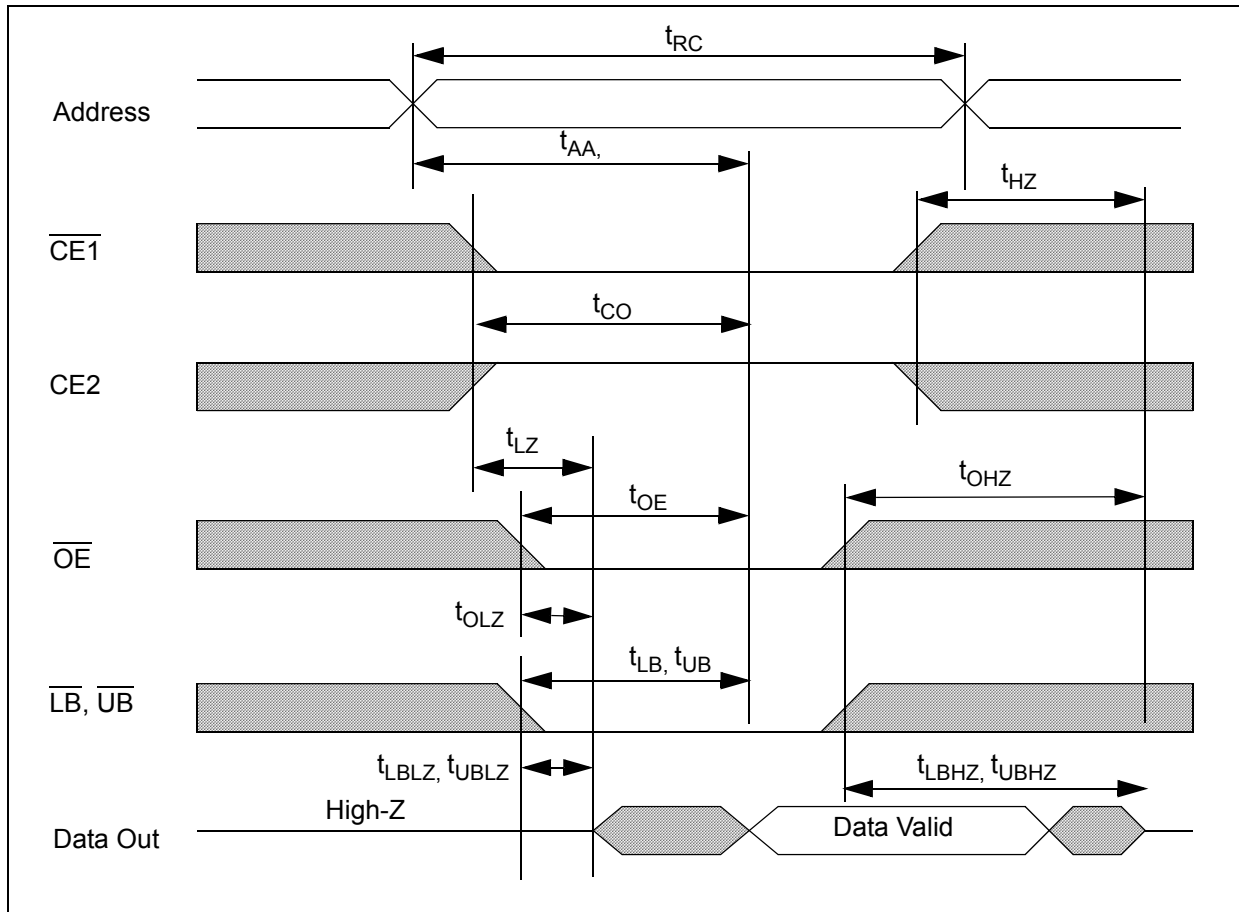 tRC
Address
tAA,
tHZ
CE1
tCO
CE2
tLZ
tOHZ
tOE
OE
tOLZ
tLB, tUB
LB, UB
tLBLZ, tUBLZ
tLBHZ, tUBHZ
High-Z
Data Valid
Data Out